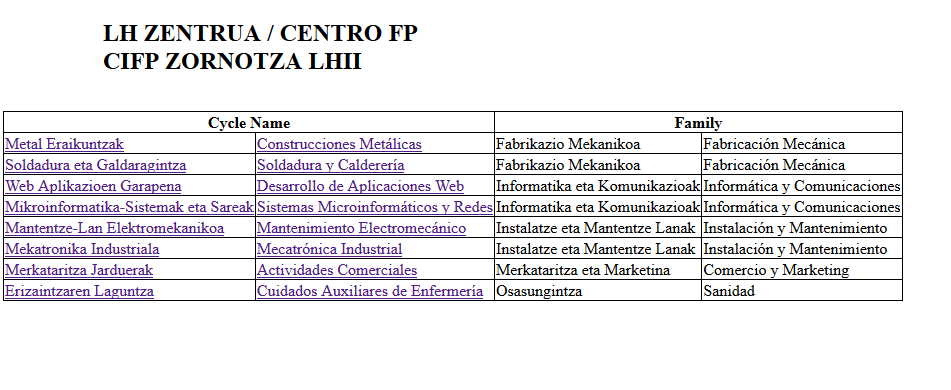 LH ZENTRUA / CENTRO FP
CIFP ZORNOTZA LHII
Cycle Name Family
Metal Eraikuntzak Construcciones Metálicas Fabrikazio Mekanikoa Fabricación Mecánica
Soldadura eta Galdaragintza Soldadura y Calderería Fabrikazio Mekanikoa Fabricación Mecánica
Web Aplikazioen Garapena Desarrollo de Aplicaciones Web Informatika eta Komunikazioak Informática y Comunicaciones
Mikroinformatika-Sistemak eta Sareak Sistemas Microinformáticos y Redes Informatika eta Komunikazioak Informática y Comunicaciones
Mantentze-Lan Elektromekanikoa Mantenimiento Electromecánico Instalatze eta Mantentze Lanak Instalación y Mantenimiento
Mekatronika Industriala Mecatrónica Industrial Instalatze eta Mantentze Lanak Instalación y Mantenimiento
Merkataritza Jarduerak Actividades Comerciales Merkataritza eta Marketina Comercio y Marketing
Erizaintzaren Laguntza Cuidados Auxiliares de Enfermería Osasungintza Sanidad